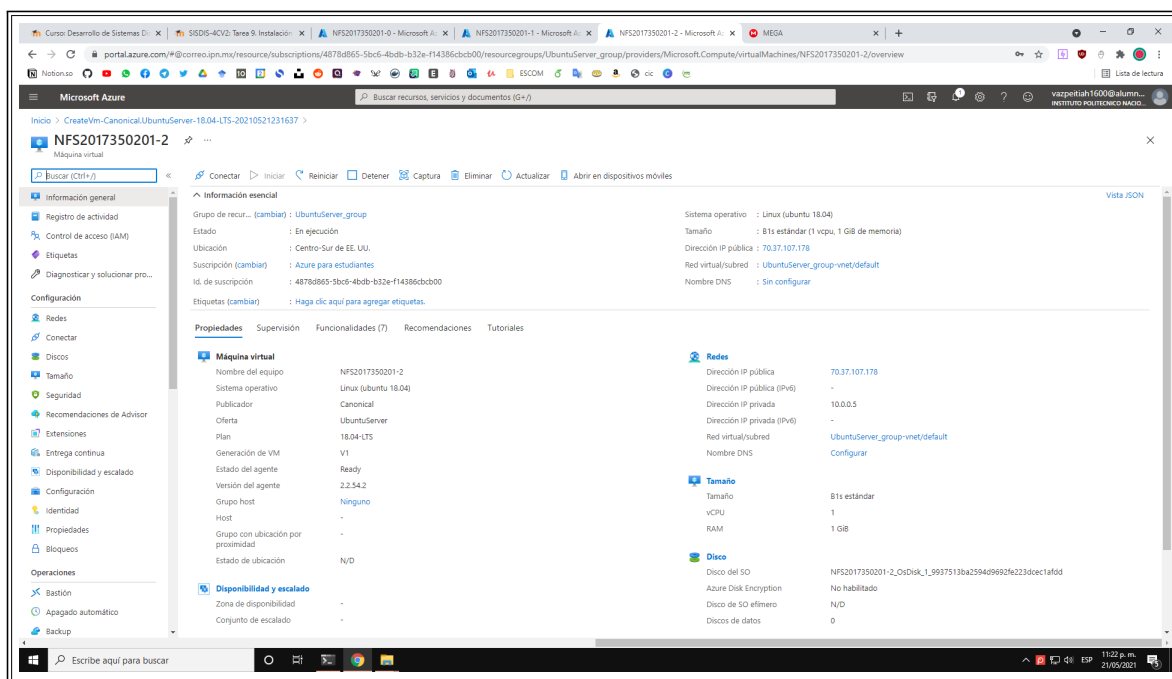 Curso: Desarrollo de Sistemas Di
SISDIS-4CV2: Tarea 9. Instalación
NFS2017350201-0 - Microsoft Az
NFS2017350201-1 - Microsoft Az
NFS2017350201-2 - Microsoft Az
MEGA
portal.azure.com/#@correo.ipn.mx/resource/subscriptions/4878d865-5bc6-4bdb-b32e-f14386cbcb00/resourcegroups/UbuntuServer_group/providers/Microsoft.Compute/virtualMachines/NFS2017350201-2/overview
Notion.so
ESCOM
cic
Lista de lectura
Microsoft Azure
Buscar recursos, servicios y documentos (G+/)
1
vazpeitiah1600@alumn...
INSTITUTO POLITECNICO NACIO...
Inicio > CreateVm-Canonical.UbuntuServer-18.04-LTS-20210521231637 >
NFS2017350201-2
Máquina virtual
Buscar (Ctrl+/)
Conectar Iniciar Reiniciar Detener Captura Eliminar Actualizar Abrir en dispositivos móviles
Información general
Registro de actividad
Control de acceso (IAM)
Etiquetas
Diagnosticar y solucionar pro...
Configuración
Redes
Conectar
Discos
Tamaño
Seguridad
Recomendaciones de Advisor
Extensiones
Entrega continua
Disponibilidad y escalado
Configuración
Identidad
Propiedades
Bloqueos
Operaciones
Bastión
Apagado automático
Backup
Información esencial
Vista JSON
Grupo de recur... (cambiar) : UbuntuServer_group
Estado : En ejecución
Ubicación : Centro-Sur de EE. UU.
Suscripción (cambiar) : Azure para estudiantes
Id. de suscripción : 4878d865-5bc6-4bdb-b32e-f14386cbcb00
Etiquetas (cambiar) : Haga clic aquí para agregar etiquetas.
Sistema operativo : Linux (ubuntu 18.04)
Tamaño : B1s estándar (1 vcpu, 1 GiB de memoria)
Dirección IP pública : 70.37.107.178
Red virtual/subred : UbuntuServer_group-vnet/default
Nombre DNS : Sin configurar
Propiedades Supervisión Funcionalidades (7) Recomendaciones Tutoriales
Máquina virtual
Nombre del equipo NFS2017350201-2
Sistema operativo Linux (ubuntu 18.04)
Publicador Canonical
Oferta UbuntuServer
Plan 18.04-LTS
Generación de VM V1
Estado del agente Ready
Versión del agente 2.2.54.2
Grupo host Ninguno
Host -
Grupo con ubicación por -
proximidad
Estado de ubicación N/D
Disponibilidad y escalado
Zona de disponibilidad -
Conjunto de escalado -
Redes
Dirección IP pública 70.37.107.178
Dirección IP pública (IPv6) -
Dirección IP privada 10.0.0.5
Dirección IP privada (IPv6) -
Red virtual/subred UbuntuServer_group-vnet/default
Nombre DNS Configurar
Tamaño
Tamaño B1s estándar
vCPU 1
RAM 1 GiB
Disco
Disco del SO NFS2017350201-2_OsDisk_1_9937513ba2594d9692fe223dcec1afdd
Azure Disk Encryption No habilitado
Disco de SO efímero N/D
Discos de datos 0
Escribe aquí para buscar
ESP
11:22 p. m.
21/05/2021